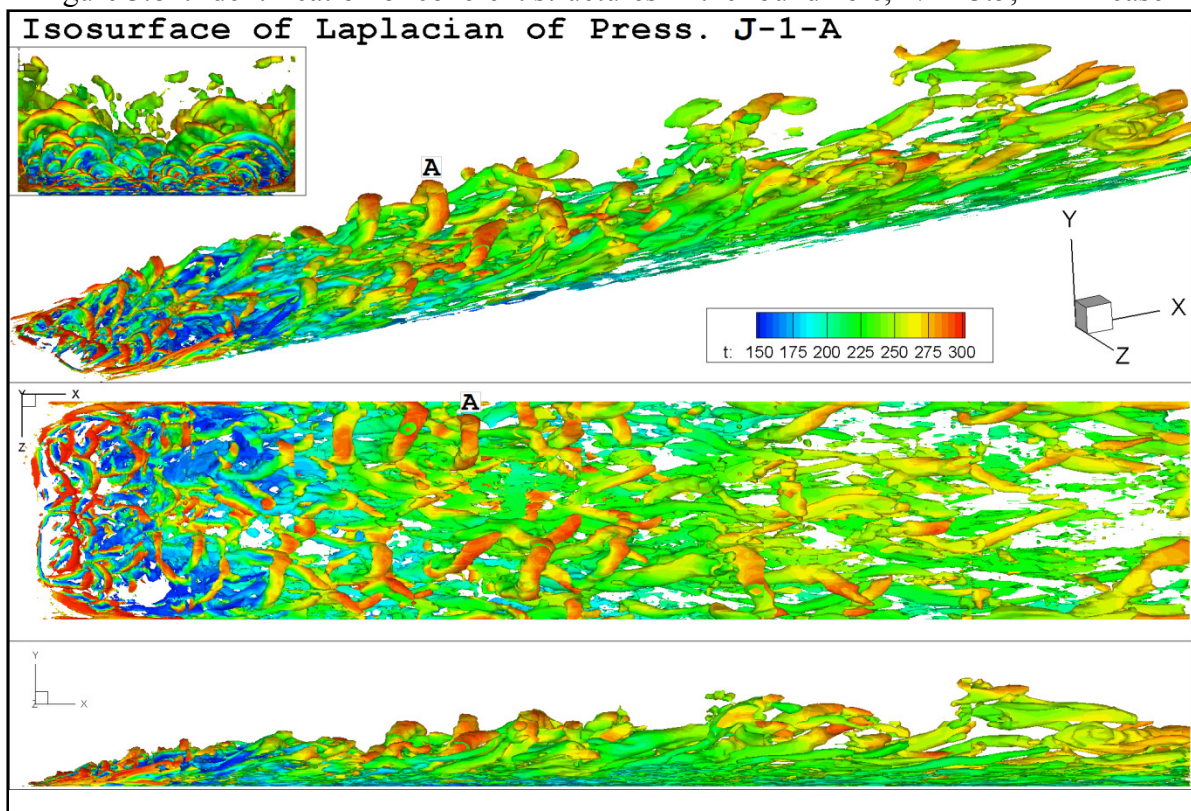 Isosurface of Laplacian of Press. J-1-A
A
Y
X
Z
t: 150 175 200 225 250 275 300
X
A
Z
Y
Z
X